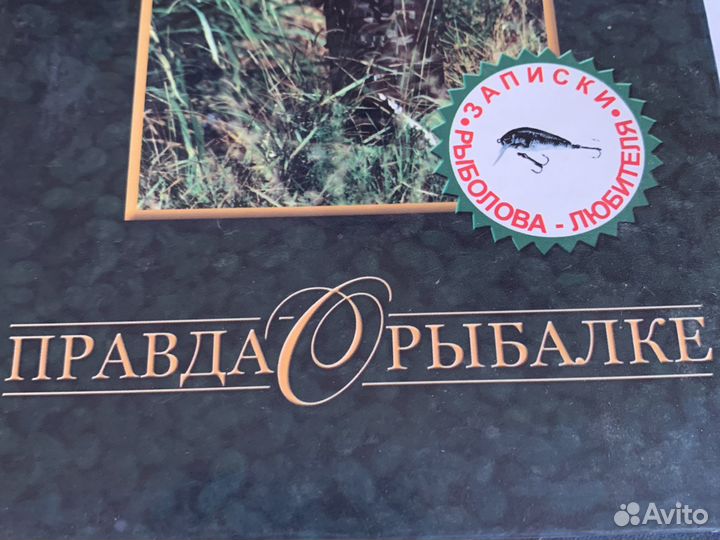 ЗАПИСКИ
РЫБОЛОВА - ЛЮБИТЕЛЯ
ПРАВДА О РЫБАЛКЕ
Avito